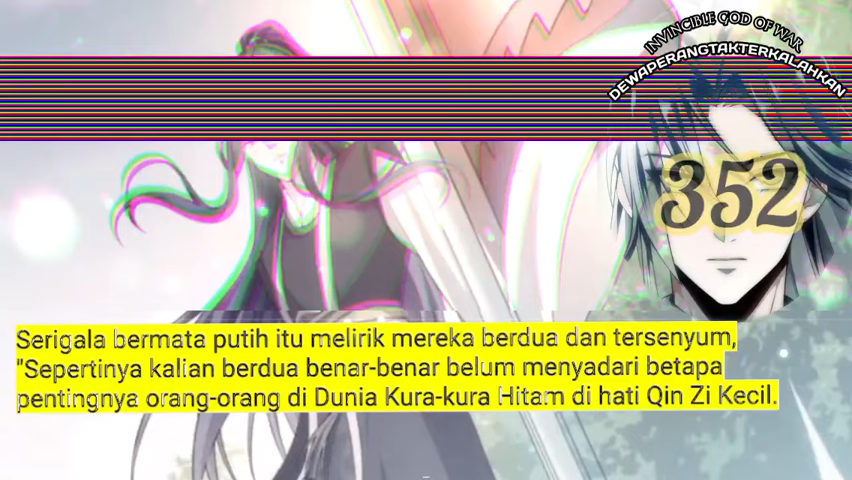 INVINCIBLE GOD OF WAR
DEWAPERANGTAKTERKALAHKAN
352
Serigala bermata putih itu melirik mereka berdua dan tersenyum,
"Sepertinya kalian berdua benar-benar belum menyadari betapa
pentingnya orang-orang di Dunia Kura-kura Hitam di hati Qin Zi Kecil.